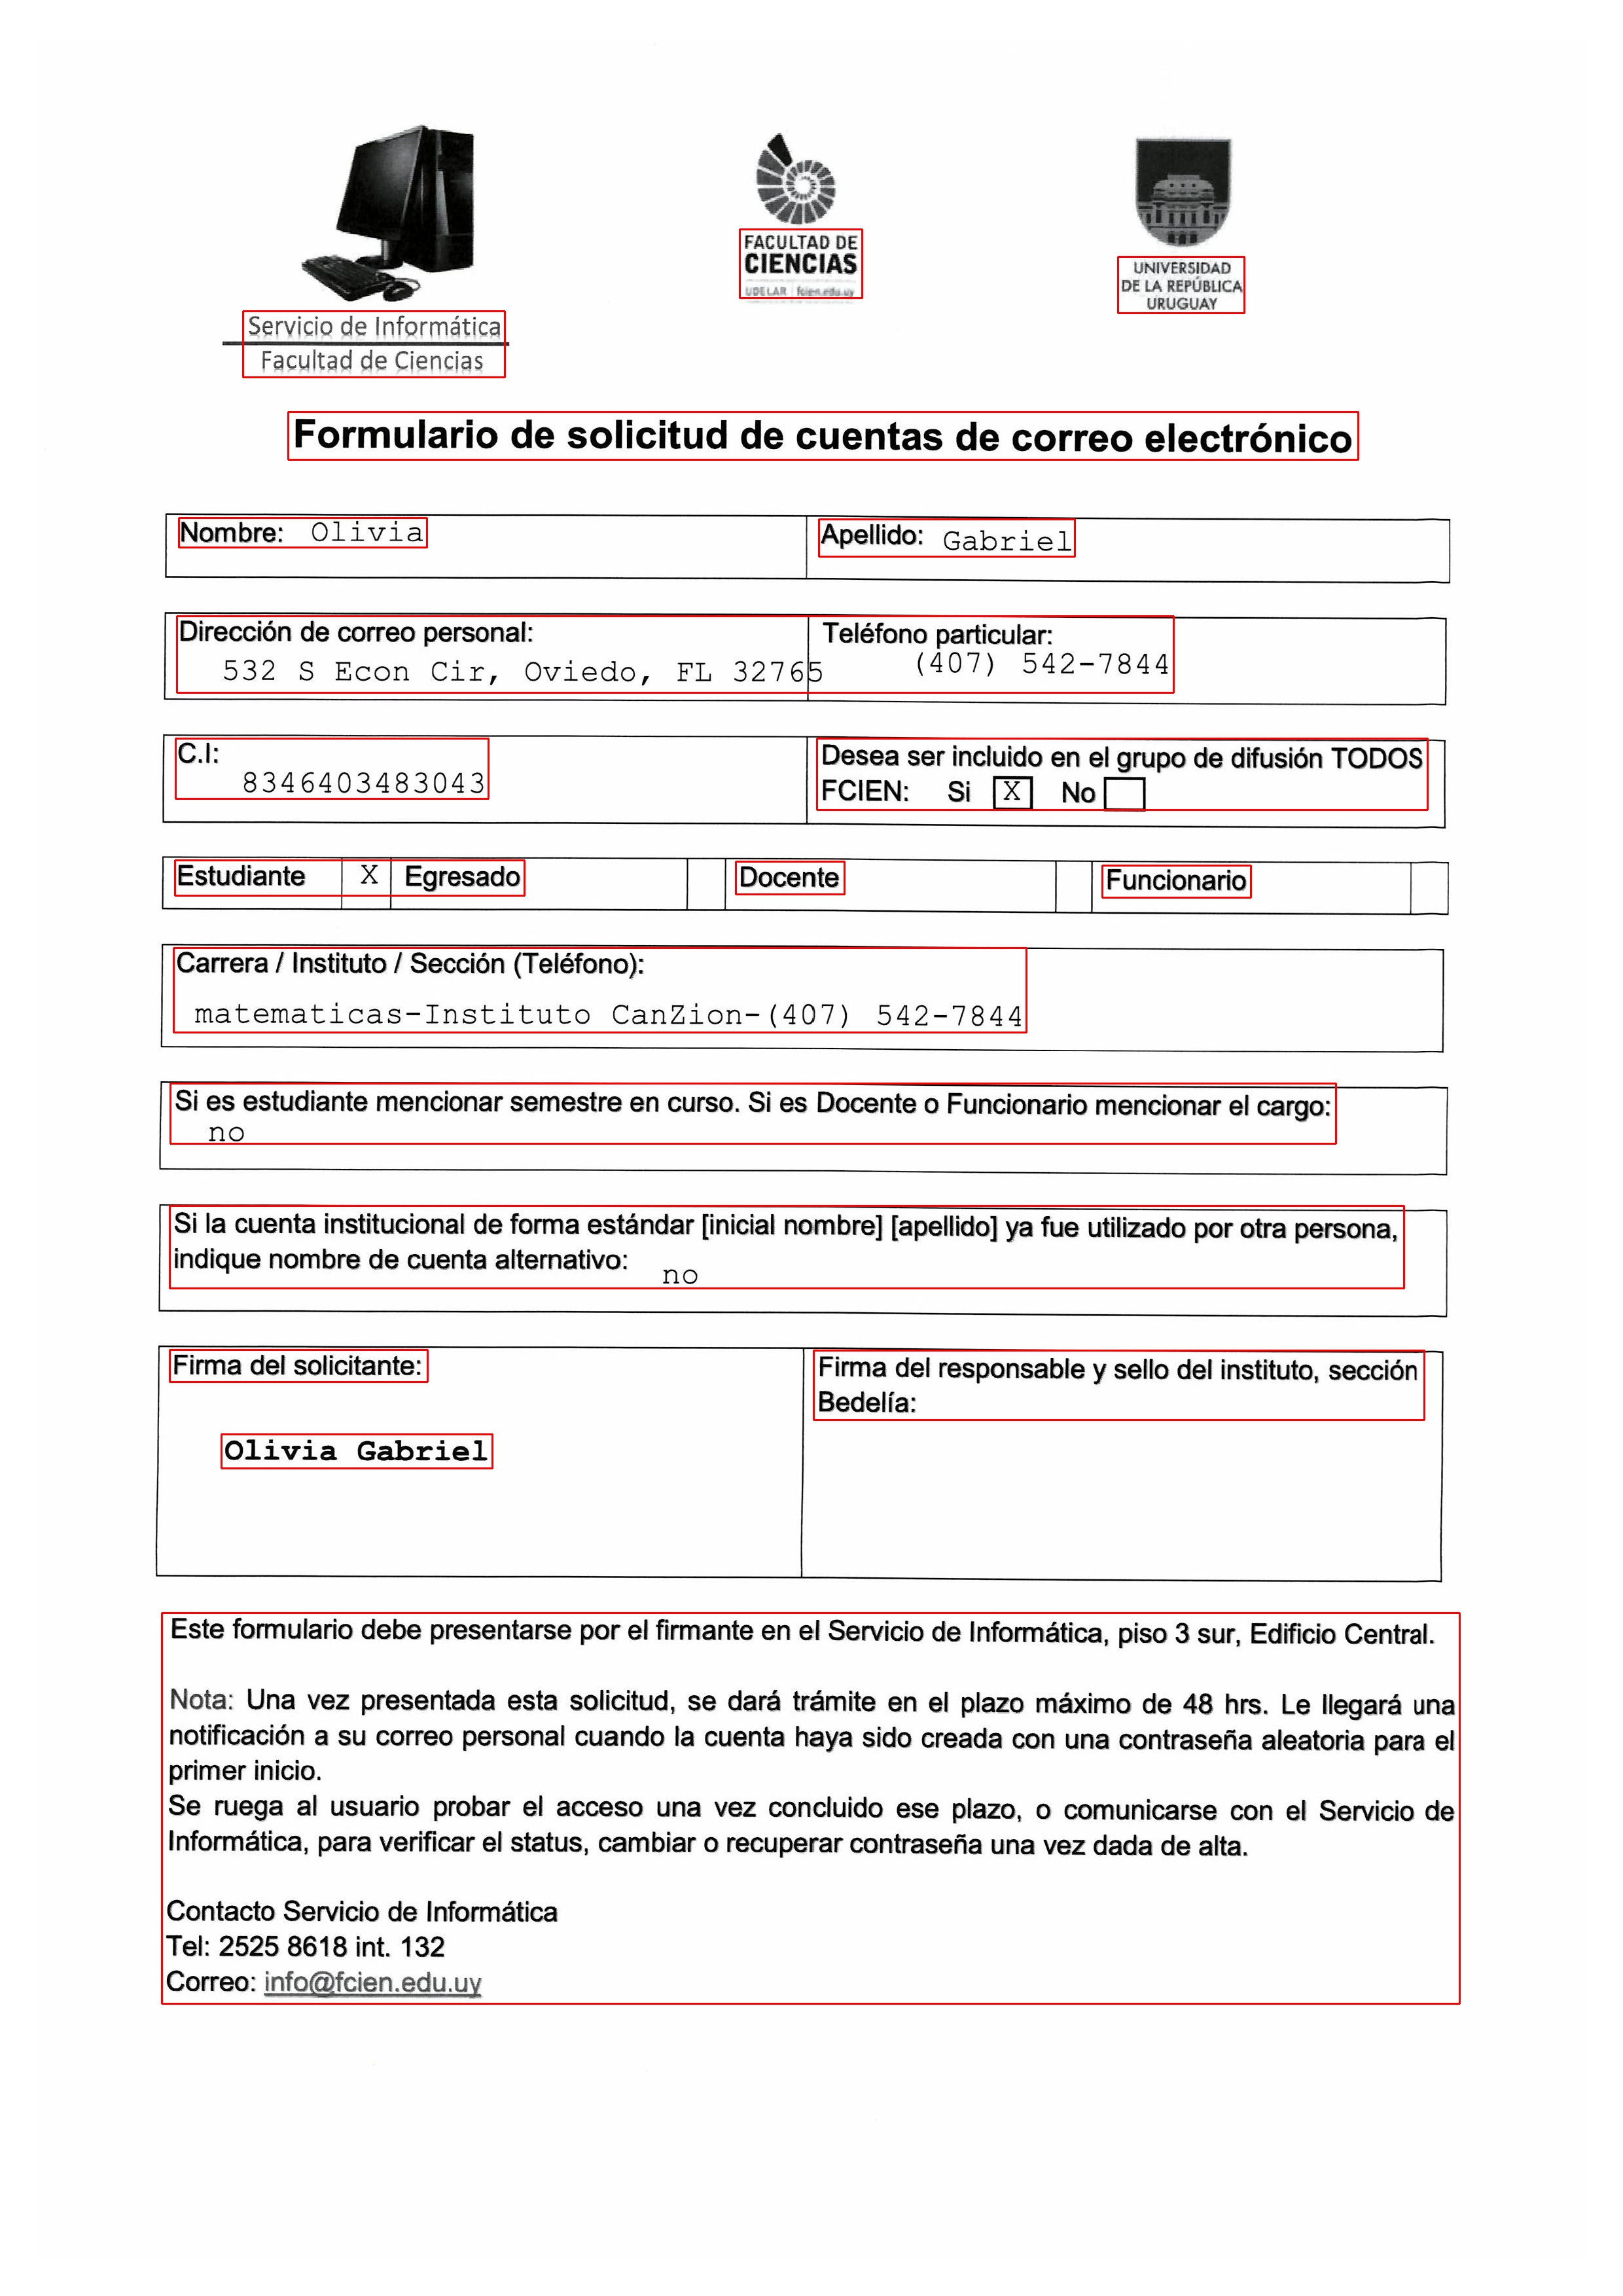 Servicio de Informática
Facultad de Ciencias
FACULTAD DE
CIENCIAS
UDELAR | fcien.edu.uy
UNIVERSIDAD
DE LA REPÚBLICA
URUGUAY
Formulario de solicitud de cuentas de correo electrónico
Nombre: Olivia Apellido: Gabriel
Dirección de correo personal: Teléfono particular:
532 S Econ Cir, Oviedo, FL 32765 (407) 542-7844
C.I: Desea ser incluido en el grupo de difusión TODOS
8346403483043 FCIEN: Si X No
Estudiante X Egresado Docente Funcionario
Carrera / Instituto / Sección (Teléfono):
matematicas-Instituto CanZion-(407) 542-7844
Si es estudiante mencionar semestre en curso. Si es Docente o Funcionario mencionar el cargo:
no
Si la cuenta institucional de forma estándar [inicial nombre] [apellido] ya fue utilizado por otra persona,
indique nombre de cuenta alternativo: no
Firma del solicitante: Firma del responsable y sello del instituto, sección
Bedelía:
Olivia Gabriel
Este formulario debe presentarse por el firmante en el Servicio de Informática, piso 3 sur, Edificio Central.
Nota: Una vez presentada esta solicitud, se dará trámite en el plazo máximo de 48 hrs. Le llegará una
notificación a su correo personal cuando la cuenta haya sido creada con una contraseña aleatoria para el
primer inicio.
Se ruega al usuario probar el acceso una vez concluido ese plazo, o comunicarse con el Servicio de
Informática, para verificar el status, cambiar o recuperar contraseña una vez dada de alta.
Contacto Servicio de Informática
Tel: 2525 8618 int. 132
Correo: info@fcien.edu.uy